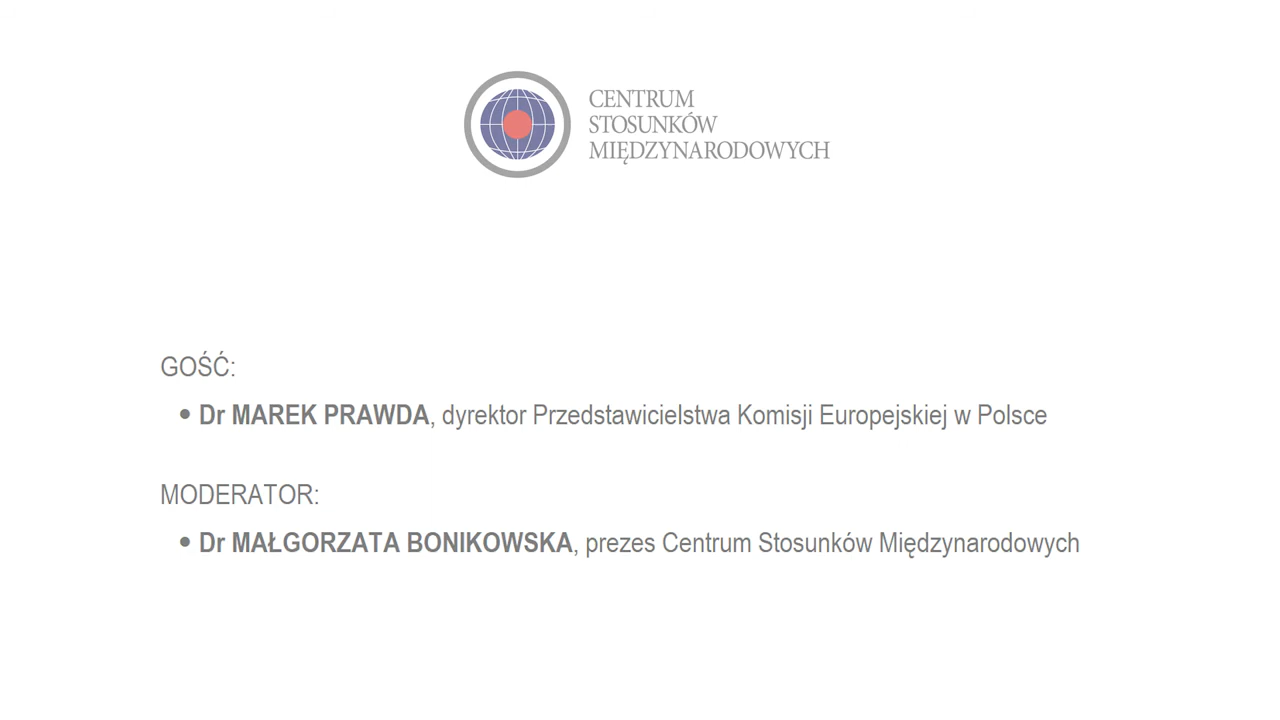 CENTRUM
STOSUNKÓW
MIĘDZYNARODOWYCH
GOŚĆ:
• Dr MAREK PRAWDA, dyrektor Przedstawicielstwa Komisji Europejskiej w Polsce
MODERATOR:
• Dr MAŁGORZATA BONIKOWSKA, prezes Centrum Stosunków Międzynarodowych